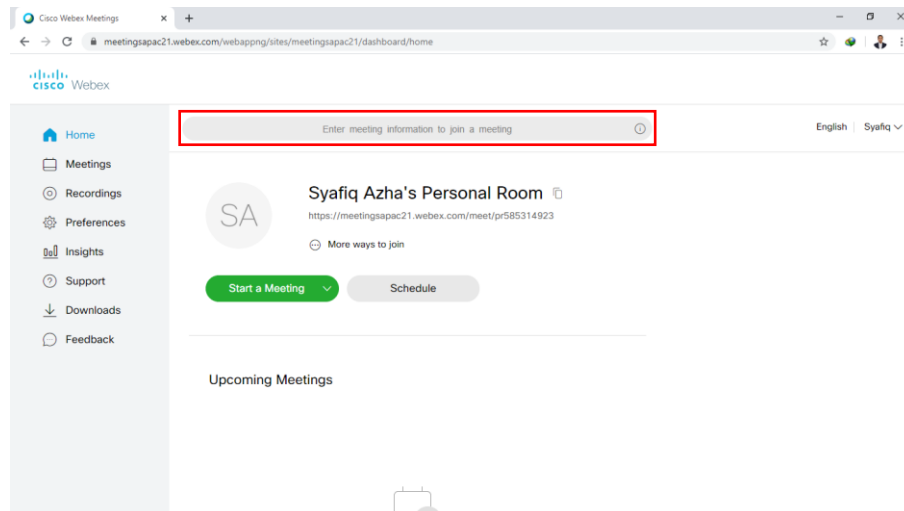 Cisco Webex Meetings
meetingsapac21.webex.com/webappng/sites/meetingsapac21/dashboard/home
cisco Webex
Enter meeting information to join a meeting
English
Syafiq
Home
Meetings
Recordings
Preferences
Insights
Support
Downloads
Feedback
SA
Syafiq Azha's Personal Room
https://meetingsapac21.webex.com/meet/pr585314923
More ways to join
Start a Meeting
Schedule
Upcoming Meetings